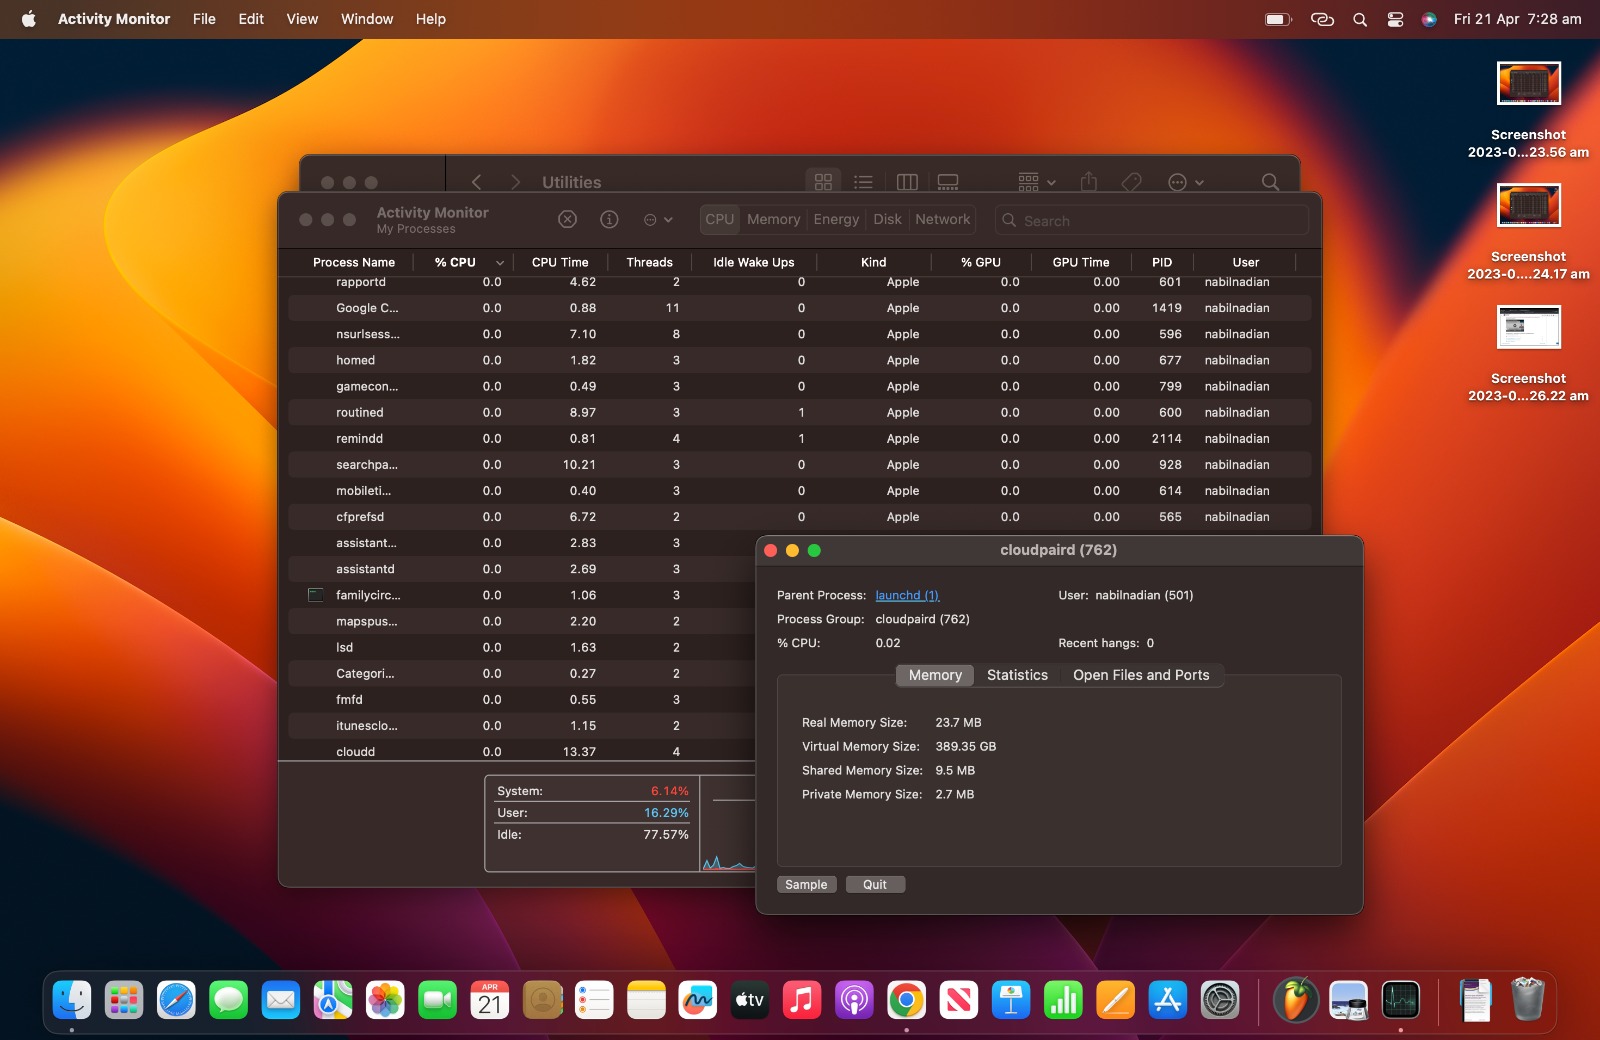 Activity Monitor File Edit View Window Help Fri 21 Apr 7:28 am
Screenshot
2023-0...23.56 am
Screenshot
2023-0....24.17 am
Screenshot
2023-0...26.22 am
Utilities
Activity Monitor
My Processes
CPU Memory Energy Disk Network Search
Process Name % CPU CPU Time Threads Idle Wake Ups Kind % GPU GPU Time PID User
rapportd 0.0 4.62 2 0 Apple 0.0 0.00 601 nabilnadian
Google C... 0.0 0.88 11 0 Apple 0.0 0.00 1419 nabilnadian
nsurlsess... 0.0 7.10 8 0 Apple 0.0 0.00 596 nabilnadian
homed 0.0 1.82 3 0 Apple 0.0 0.00 677 nabilnadian
gamecon... 0.0 0.49 3 0 Apple 0.0 0.00 799 nabilnadian
routined 0.0 8.97 3 1 Apple 0.0 0.00 600 nabilnadian
remindd 0.0 0.81 4 1 Apple 0.0 0.00 2114 nabilnadian
searchpa... 0.0 10.21 3 0 Apple 0.0 0.00 928 nabilnadian
mobileti... 0.0 0.40 3 0 Apple 0.0 0.00 614 nabilnadian
cfprefsd 0.0 6.72 2 0 Apple 0.0 0.00 565 nabilnadian
assistant... 0.0 2.83 3
assistantd 0.0 2.69 3
familycirc... 0.0 1.06 3
mapspus... 0.0 2.20 2
lsd 0.0 1.63 2
Categori... 0.0 0.27 2
fmfd 0.0 0.55 3
itunesclo... 0.0 1.15 2
cloudd 0.0 13.37 4
System: 6.14%
User: 16.29%
Idle: 77.57%
cloudpaird (762)
Parent Process: launchd (1) User: nabilnadian (501)
Process Group: cloudpaird (762)
% CPU: 0.02 Recent hangs: 0
Memory Statistics Open Files and Ports
Real Memory Size: 23.7 MB
Virtual Memory Size: 389.35 GB
Shared Memory Size: 9.5 MB
Private Memory Size: 2.7 MB
Sample Quit
APR
21
tv